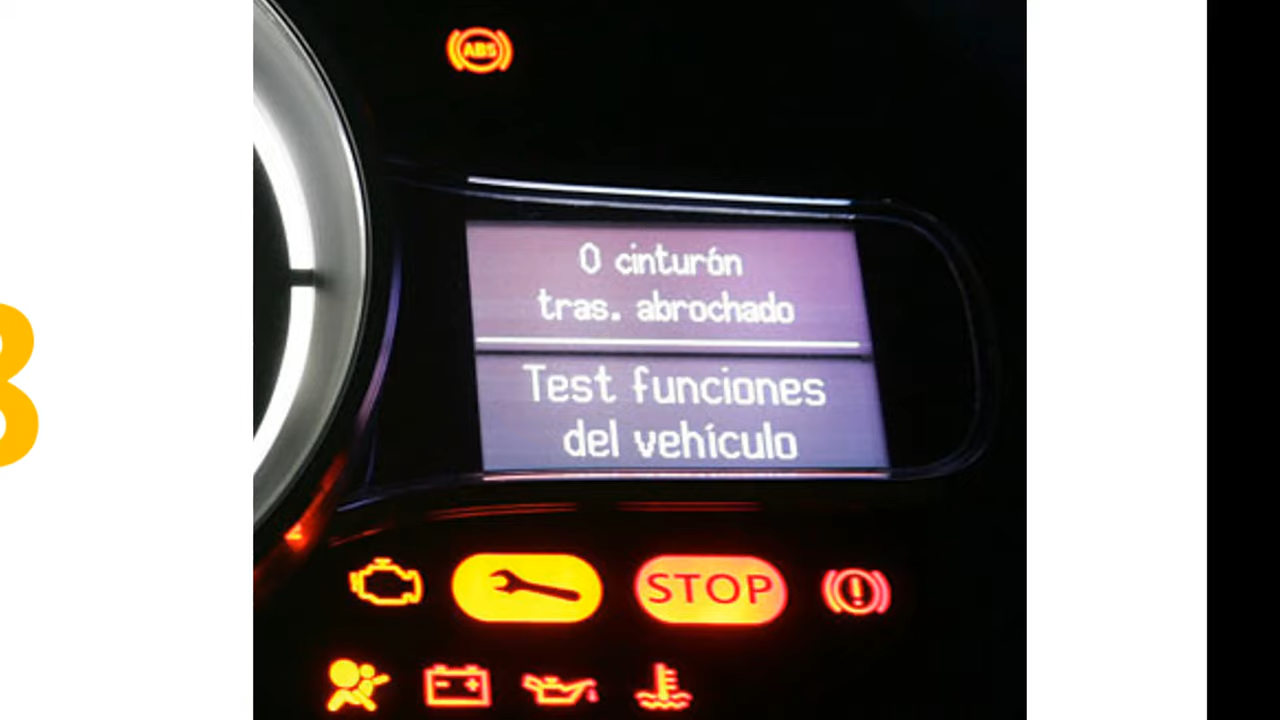 ABS
0 cinturón
tras. abrochado
Test funciones
del vehículo
STOP